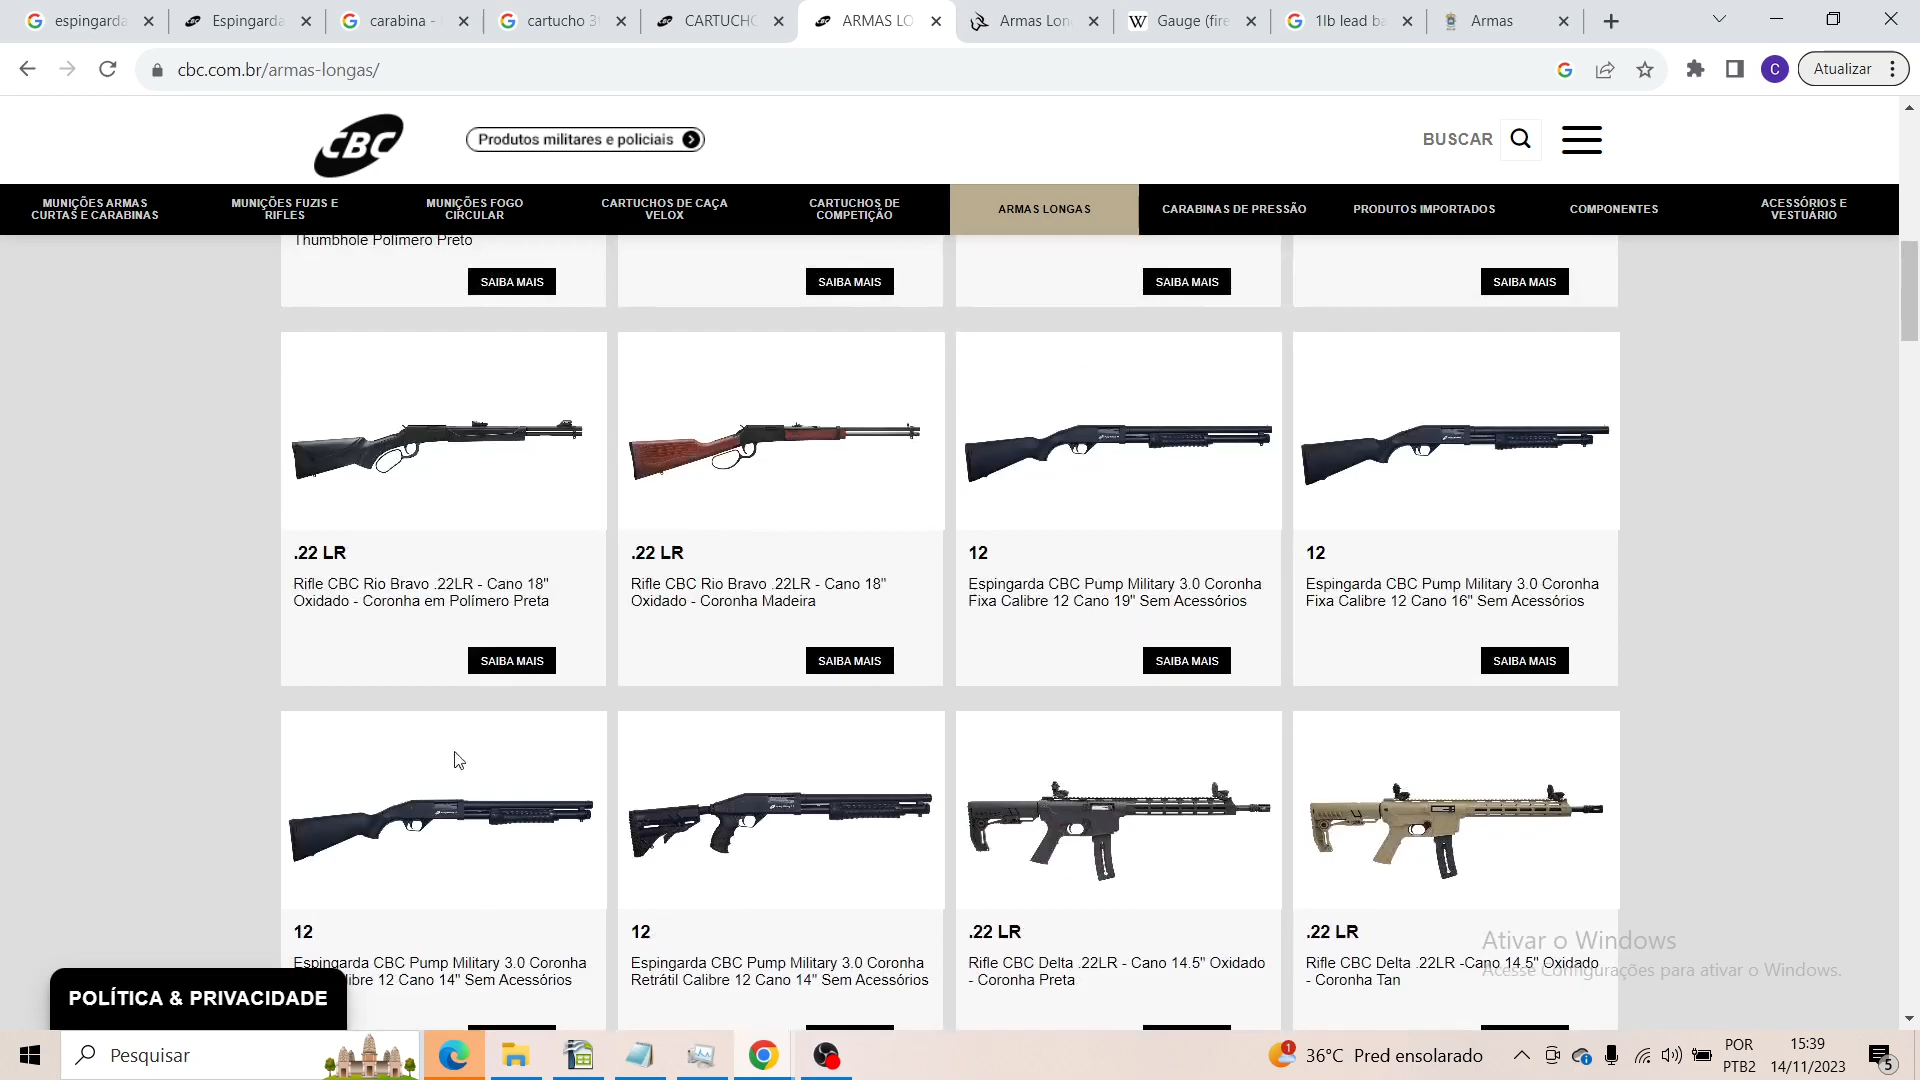 espingarda
Espingarda
carabina -
cartucho 3
CARTUCHO
ARMAS LO
Armas Lon
Gauge (fire
1lb lead ba
Armas
cbc.com.br/armas-longas/
C
Atualizar
CBC
Produtos militares e policiais
BUSCAR
MUNIÇÕES ARMAS
CURTAS E CARABINAS
MUNIÇÕES FUZIS E
RIFLES
MUNIÇÕES FOGO
CIRCULAR
CARTUCHOS DE CAÇA
VELOX
CARTUCHOS DE
COMPETIÇÃO
ARMAS LONGAS
CARABINAS DE PRESSÃO
PRODUTOS IMPORTADOS
COMPONENTES
ACESSÓRIOS E
VESTUÁRIO
Thumbhole Polímero Preto
SAIBA MAIS
SAIBA MAIS
SAIBA MAIS
SAIBA MAIS
.22 LR
Rifle CBC Rio Bravo .22LR - Cano 18"
Oxidado - Coronha em Polímero Preta
SAIBA MAIS
.22 LR
Rifle CBC Rio Bravo .22LR - Cano 18"
Oxidado - Coronha Madeira
SAIBA MAIS
12
Espingarda CBC Pump Military 3.0 Coronha
Fixa Calibre 12 Cano 19" Sem Acessórios
SAIBA MAIS
12
Espingarda CBC Pump Military 3.0 Coronha
Fixa Calibre 12 Cano 16" Sem Acessórios
SAIBA MAIS
12
Espingarda CBC Pump Military 3.0 Coronha
ibre 12 Cano 14" Sem Acessórios
12
Espingarda CBC Pump Military 3.0 Coronha
Retrátil Calibre 12 Cano 14" Sem Acessórios
.22 LR
Rifle CBC Delta .22LR - Cano 14.5" Oxidado
- Coronha Preta
.22 LR
Rifle CBC Delta .22LR -Cano 14.5" Oxidado
- Coronha Tan
Ativar o Windows
Acesse Configurações para ativar o Windows.
POLÍTICA & PRIVACIDADE
Pesquisar
1
36°C Pred ensolarado
POR
PTB2
15:39
14/11/2023
5